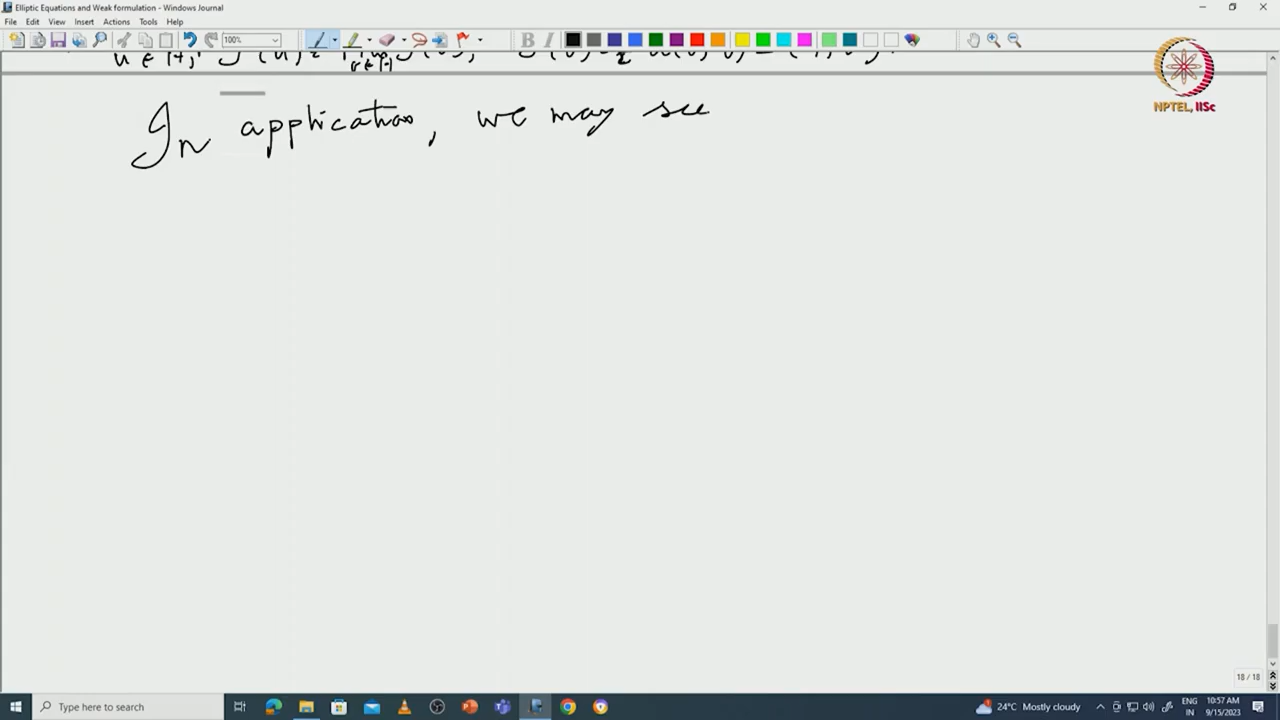 Elliptic Equations and Weak formulation - Windows Journal
File Edit View Insert Actions Tools Help
100%
NPTEL, IISc
In application, we may see
18 / 18
Type here to search
24°C Mostly cloudy
ENG
IN
10:57 AM
9/15/2023